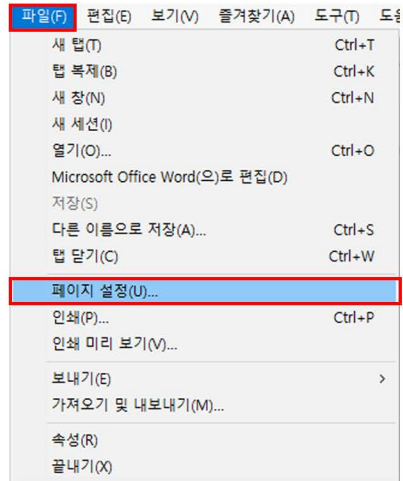 파일(F) 편집(E) 보기(V) 즐겨찾기(A) 도구(T)
새 탭(T) Ctrl+T
탭 복제(B) Ctrl+K
새 창(N) Ctrl+N
새 세션(I)
열기(O)... Ctrl+O
Microsoft Office Word(으)로 편집(D)
저장(S)
다른 이름으로 저장(A)... Ctrl+S
탭 닫기(C) Ctrl+W
페이지 설정(U)...
인쇄(P)... Ctrl+P
인쇄 미리 보기(V)...
보내기(E)
가져오기 및 내보내기(M)...
속성(R)
끝내기(X)